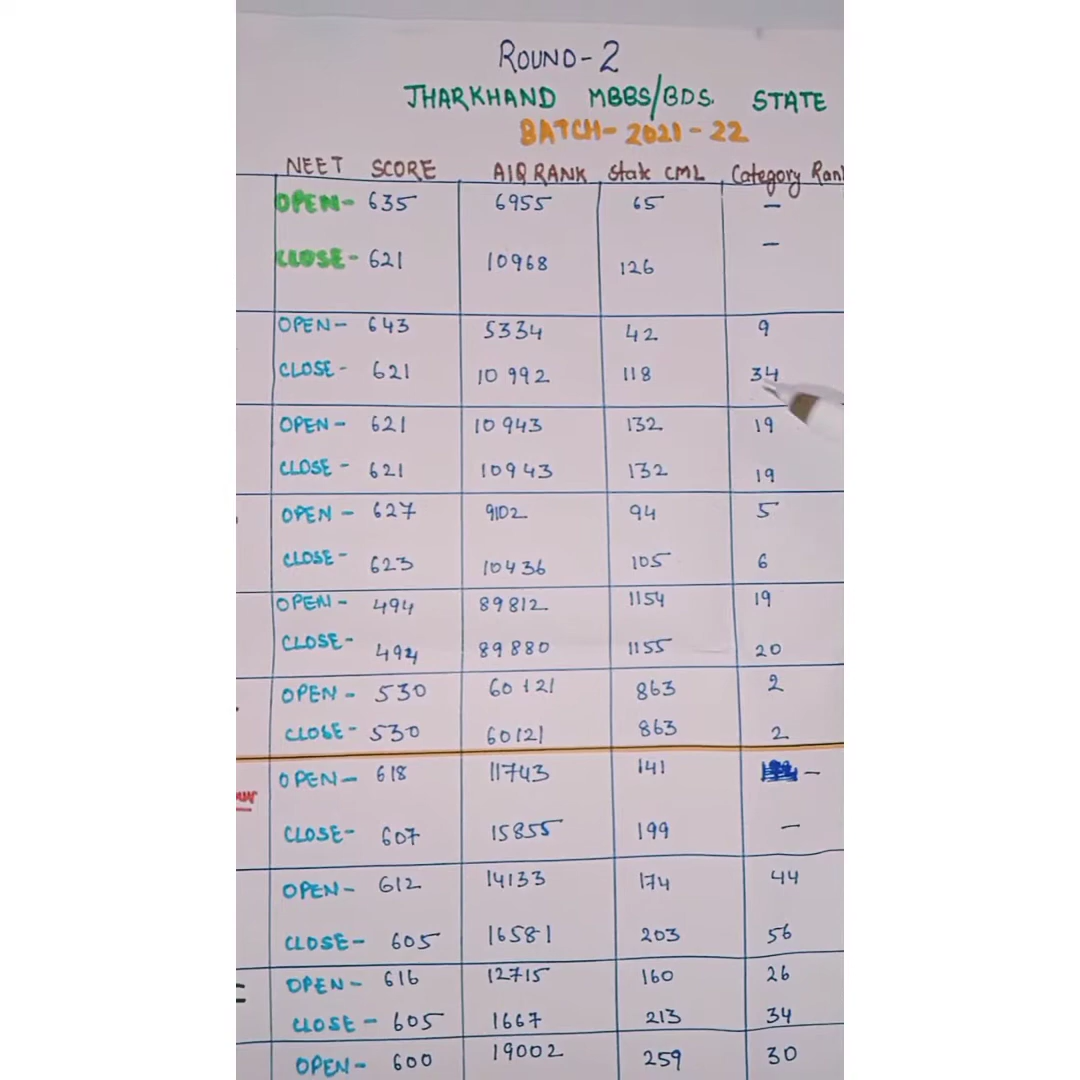 ROUND-2
JHARKHAND MBBS/BDS. STATE
BATCH-2021-22
NEET SCORE AIQ RANK State CML Category Rank
OPEN- 635 6955 65 -
CLOSE- 621 10968 126 -
OPEN- 643 5334 42 9
CLOSE- 621 10992 118 34
OPEN- 621 10943 132 19
CLOSE- 621 10943 132 19
OPEN- 627 9102 94 5
CLOSE- 623 10436 105 6
OPEN- 494 89812 1154 19
CLOSE- 494 89880 1155 20
OPEN- 530 60121 863 2
CLOSE- 530 60121 863 2
OPEN- 618 11743 141 -
CLOSE- 607 15855 199 -
OPEN- 612 14133 174 44
CLOSE- 605 16581 203 56
OPEN- 616 12715 160 26
CLOSE- 605 1667 213 34
OPEN- 600 19002 259 30